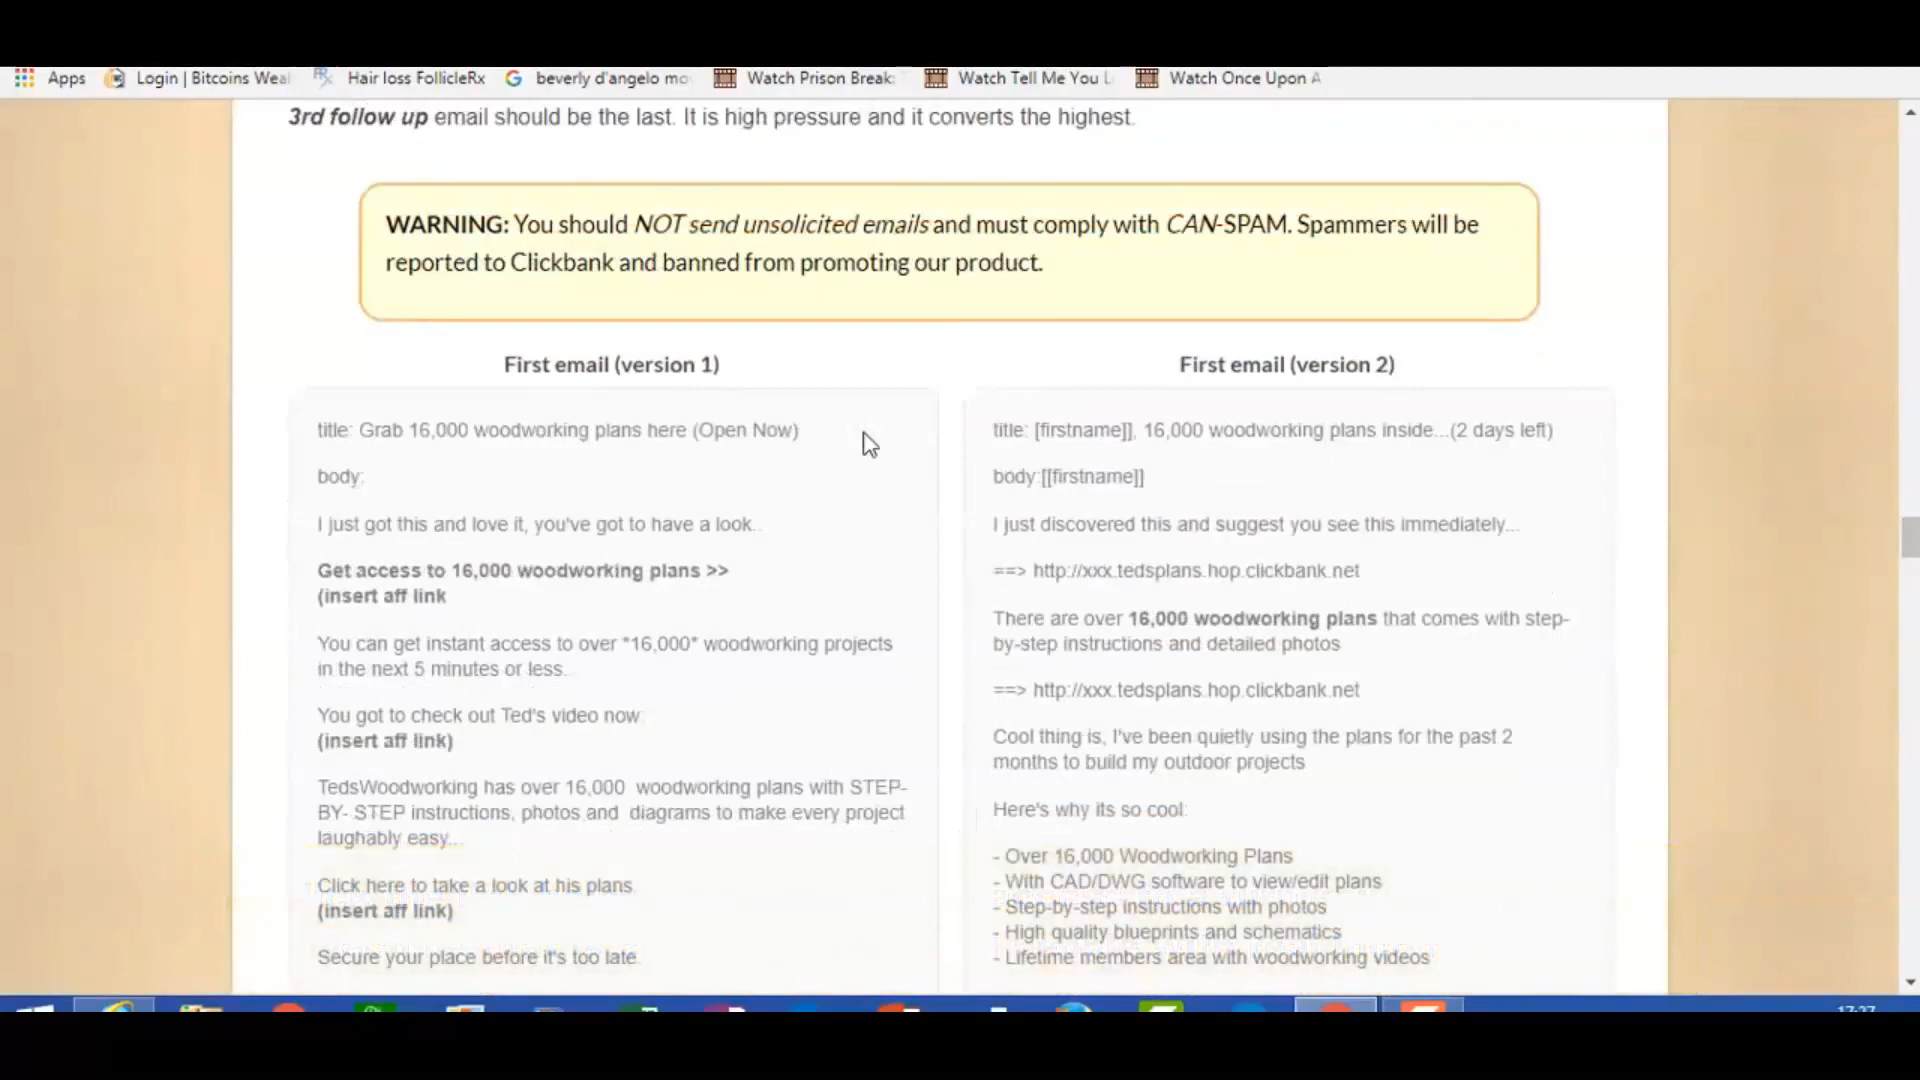 Apps Login | Bitcoins Weal Hair loss FollicleRx beverly d'angelo mo Watch Prison Break Watch Tell Me You L Watch Once Upon A
3rd follow up email should be the last. It is high pressure and it converts the highest.
WARNING: You should NOT send unsolicited emails and must comply with CAN-SPAM. Spammers will be
reported to Clickbank and banned from promoting our product.
First email (version 1)
title: Grab 16,000 woodworking plans here (Open Now)
body:
I just got this and love it, you've got to have a look..
Get access to 16,000 woodworking plans >>
(insert aff link
You can get instant access to over *16,000* woodworking projects
in the next 5 minutes or less.
You got to check out Ted's video now:
(insert aff link)
TedsWoodworking has over 16,000 woodworking plans with STEP-
BY- STEP instructions, photos and diagrams to make every project
laughably easy...
Click here to take a look at his plans
(insert aff link)
Secure your place before it's too late.
First email (version 2)
title: [firstname]], 16,000 woodworking plans inside...(2 days left)
body:[[firstname]]
I just discovered this and suggest you see this immediately...
==> http://xxx.tedsplans.hop.clickbank.net
There are over 16,000 woodworking plans that comes with step-
by-step instructions and detailed photos
==> http://xxx.tedsplans.hop.clickbank.net
Cool thing is, I've been quietly using the plans for the past 2
months to build my outdoor projects
Here's why its so cool:
- Over 16,000 Woodworking Plans
- With CAD/DWG software to view/edit plans
- Step-by-step instructions with photos
- High quality blueprints and schematics
- Lifetime members area with woodworking videos